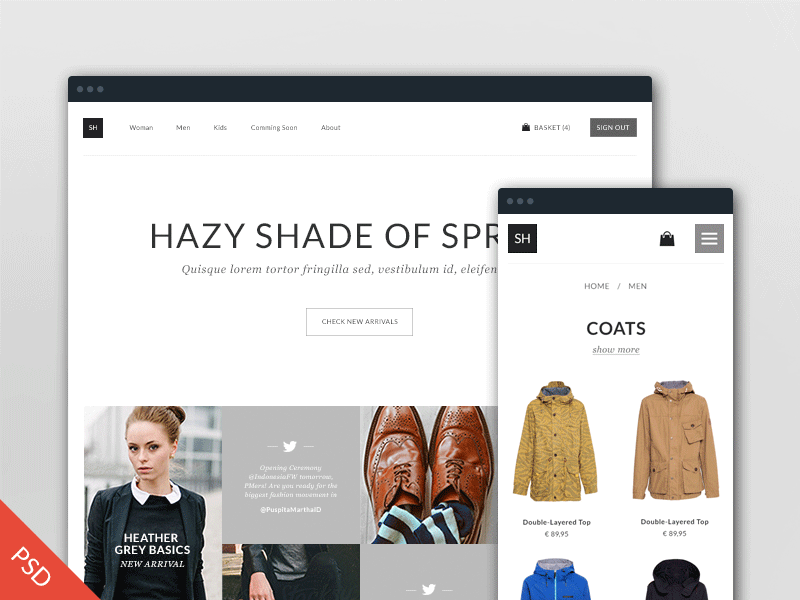 SH
Woman Men Kids Comming Soon About
BASKET (4)
SIGN OUT
HAZY SHADE OF SPR
Quisque lorem tortor fringilla sed, vestibulum id, eleifen
CHECK NEW ARRIVALS
Opening Ceremony
@IndonesiaFW tomorrow,
PMers! Are you ready for the
biggest fashion movement in
@PuspitaMarthaID
HEATHER
GREY BASICS
NEW ARRIVAL
SH
HOME / MEN
COATS
show more
Double-Layered Top
€ 89,95
Double-Layered Top
€ 89,95
PSD